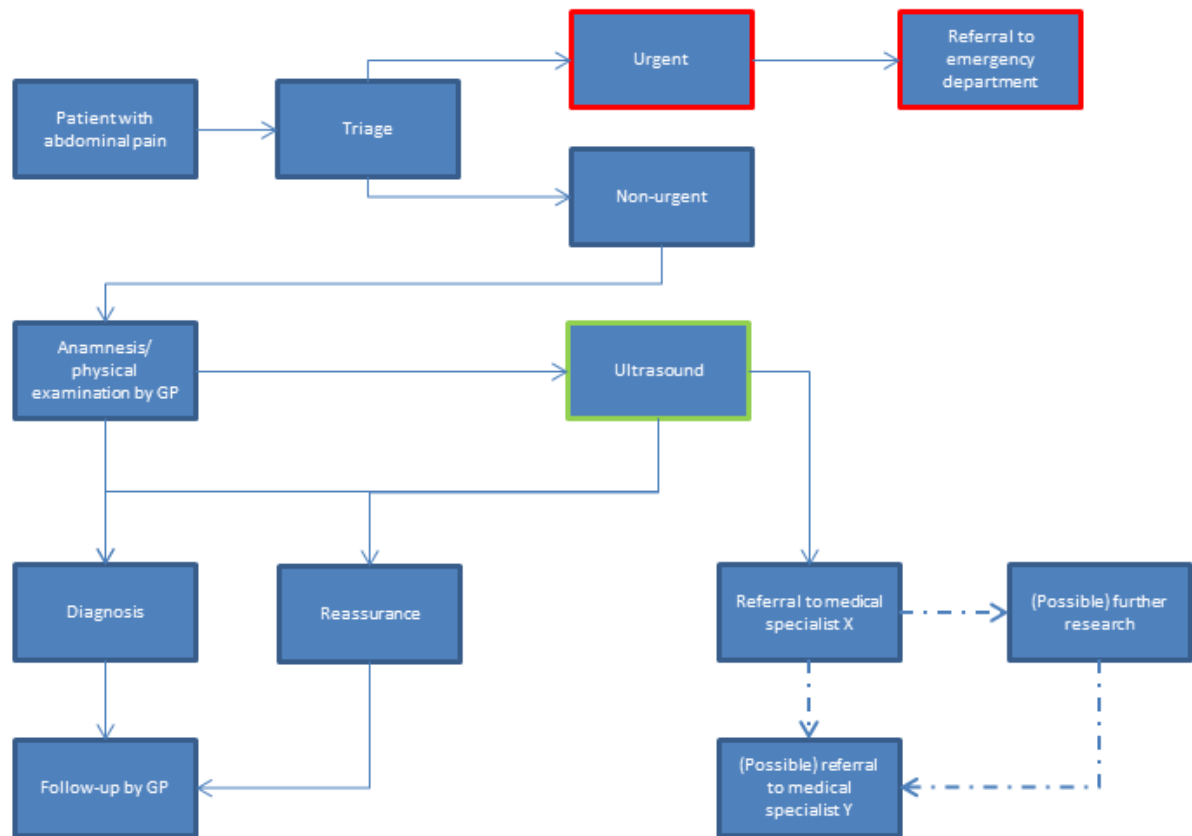 Urgent
Referral to
emergency
department
Patient with
abdominal pain
Triage
Non-urgent
Anamnesis/
physical
examination by GP
Ultrasound
Diagnosis
Reassurance
Referral to medical
specialist X
(Possible) further
research
Follow-up by GP
(Possible) referral
to medical
specialist Y